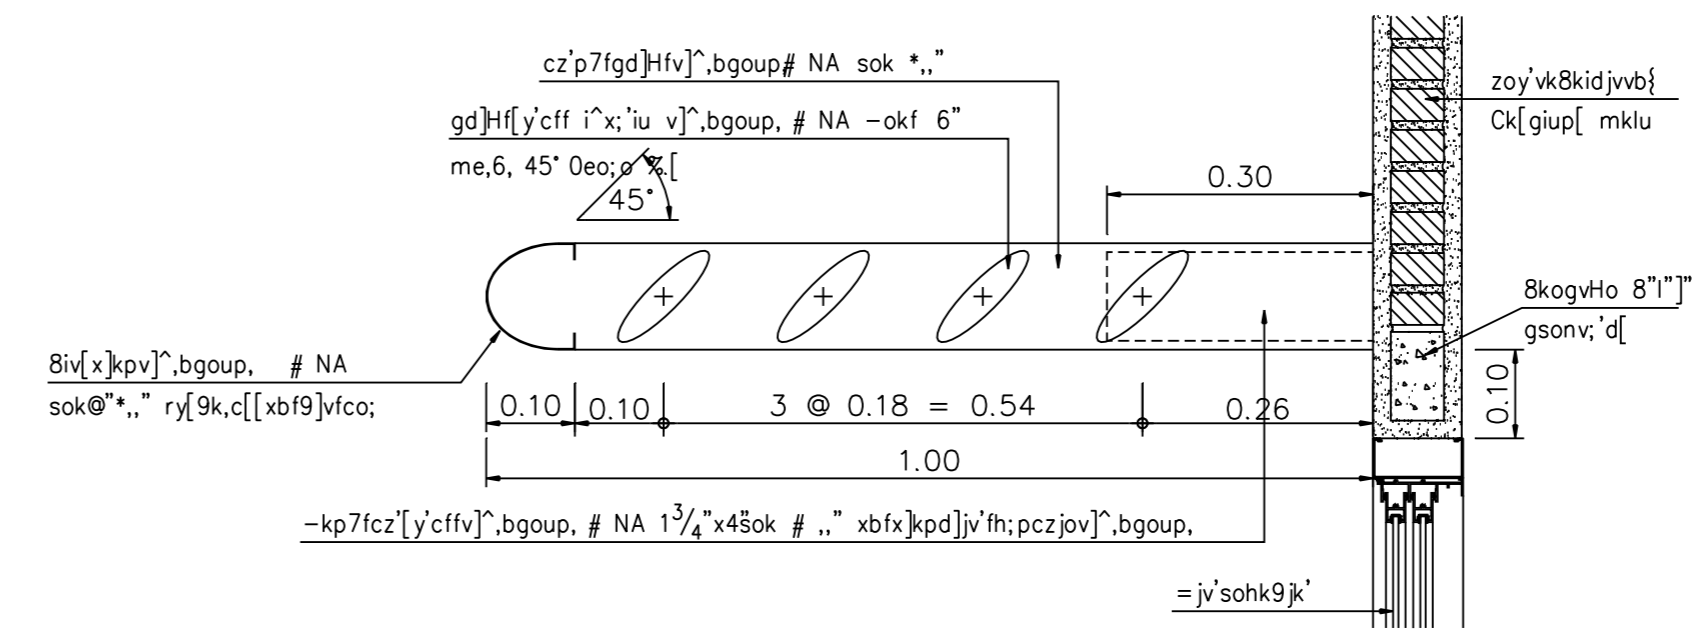 cz'p7fgd]Hfv]^,bgoup# NA sok *,,"
gd]Hf[y'cff i^x;'iu v]^,bgoup, # NA -okf 6"
me,6, 45° 0eo;o %.[
45°
0.30
zoy'vk8kidjvvb{
Ck[giup[ mklu
8kogvHo 8"l"]"
gsonv;'d[
8iv[x]kpv]^,bgoup, # NA
sok@"*,," ry[9k,c[[xbf9]vfco;
0.10 0.10 3 @ 0.18 = 0.54 0.26
0.10
1.00
-kp7fcz'[y'cffv]^,bgoup, # NA 1 3/4"x4"sok # ,," xbfx]kpd]jv'fh;pczjov]^,bgoup,
=jv'sohk9jk'